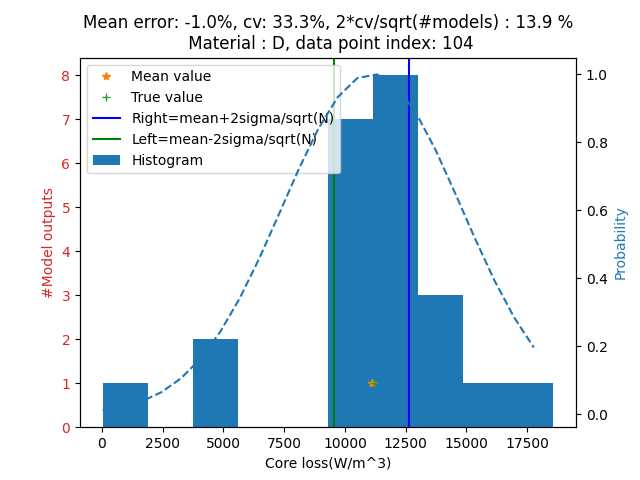 Mean error: -1.0%, cv: 33.3%, 2*cv/sqrt(#models) : 13.9 %
Material : D, data point index: 104
Mean value
True value
Right=mean+2sigma/sqrt(N)
Left=mean-2sigma/sqrt(N)
Histogram
8
7
6
5
4
3
2
1
0
#Model outputs
1.0
0.8
0.6
0.4
0.2
0.0
Probability
0 2500 5000 7500 10000 12500 15000 17500
Core loss(W/m^3)